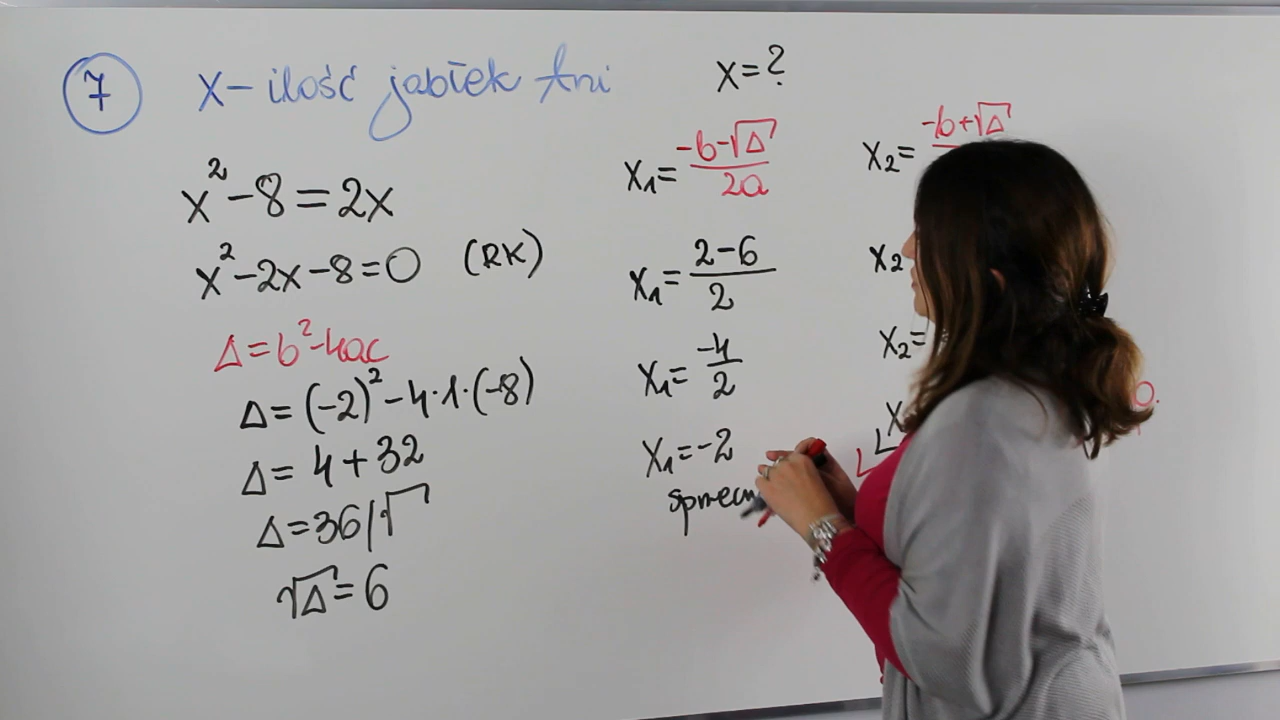 7 X – ilość jabłek Ani
x² - 8 = 2x
x² - 2x - 8 = 0 (RK)
Δ = b² - 4ac
Δ = (-2)² - 4·1·(-8)
Δ = 4 + 32
Δ = 36 |√
√Δ = 6
x = ?
x₁ = (-b-√Δ)/2a
x₁ = (2-6)/2
x₁ = -4/2
x₁ = -2
x₂ = -b+√Δ
x₂
x₂ =
x